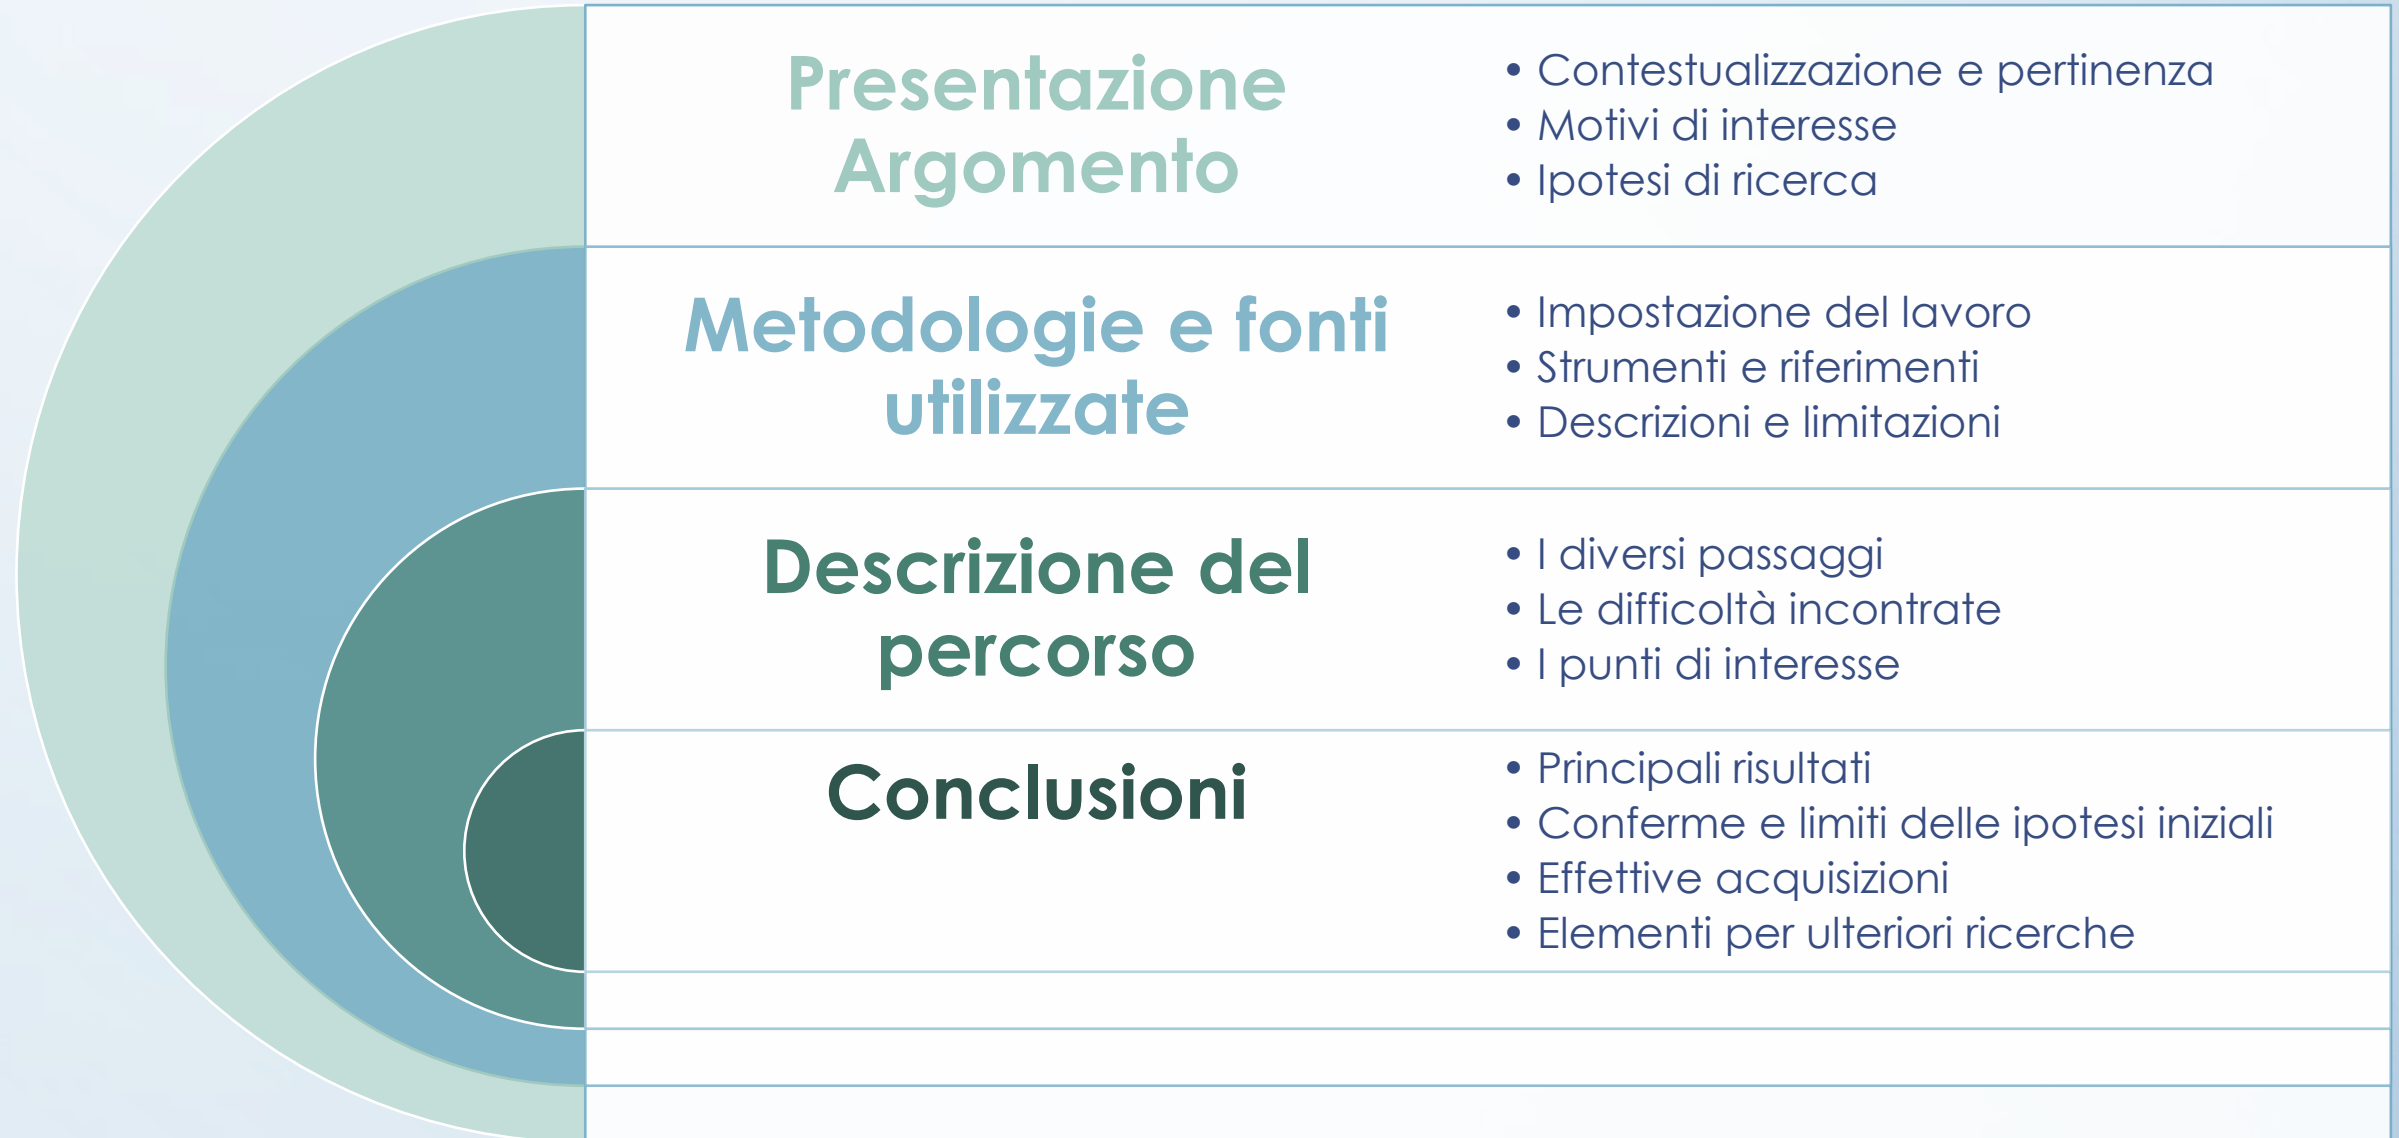 Presentazione
Argomento
• Contestualizzazione e pertinenza
• Motivi di interesse
• Ipotesi di ricerca
Metodologie e fonti
utilizzate
• Impostazione del lavoro
• Strumenti e riferimenti
• Descrizioni e limitazioni
Descrizione del
percorso
• I diversi passaggi
• Le difficoltà incontrate
• I punti di interesse
Conclusioni
• Principali risultati
• Conferme e limiti delle ipotesi iniziali
• Effettive acquisizioni
• Elementi per ulteriori ricerche